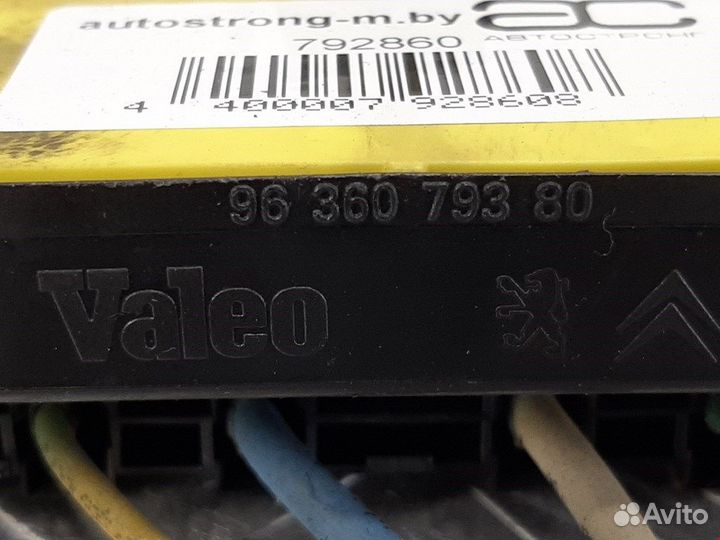 autostrong-m.by
792860
АВТОСТРОНГ
4 400007 928608
96 360 793 80
Valeo
Avito